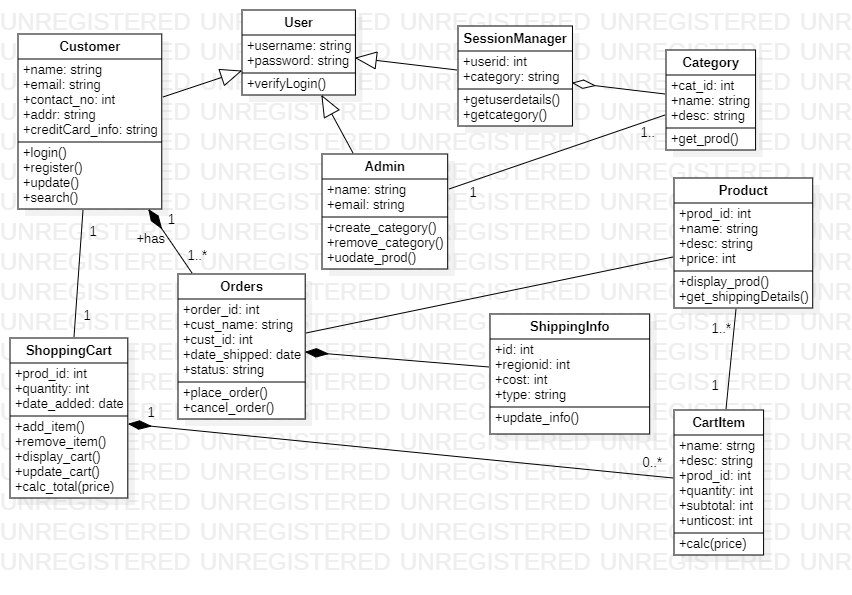 User
+username: string
+password: string
+verifyLogin()
Customer
+name: string
+email: string
+contact_no: int
+addr: string
+creditCard_info: string
+login()
+register()
+update()
+search()
SessionManager
+userid: int
+category: string
+getuserdetails()
+getcategory()
Category
+cat_id: int
+name: string
+desc: string
+get_prod()
1..
1
Admin
+name: string
+email: string
+create_category()
+remove_category()
+uodate_prod()
Product
+prod_id: int
+name: string
+desc: string
+price: int
+display_prod()
+get_shippingDetails()
1
+has
1..*
1
1
Orders
+order_id: int
+cust_name: string
+cust_id: int
+date_shipped: date
+status: string
+place_order()
+cancel_order()
ShippingInfo
+id: int
+regionid: int
+cost: int
+type: string
+update_info()
1..*
1
ShoppingCart
+prod_id: int
+quantity: int
+date_added: date
+add_item()
+remove_item()
+display_cart()
+update_cart()
+calc_total(price)
1
0..*
CartItem
+name: strng
+desc: string
+prod_id: int
+quantity: int
+subtotal: int
+unticost: int
+calc(price)
UNREGISTERED UNREGISTERED UNREGISTERED UNREGISTERED UNR